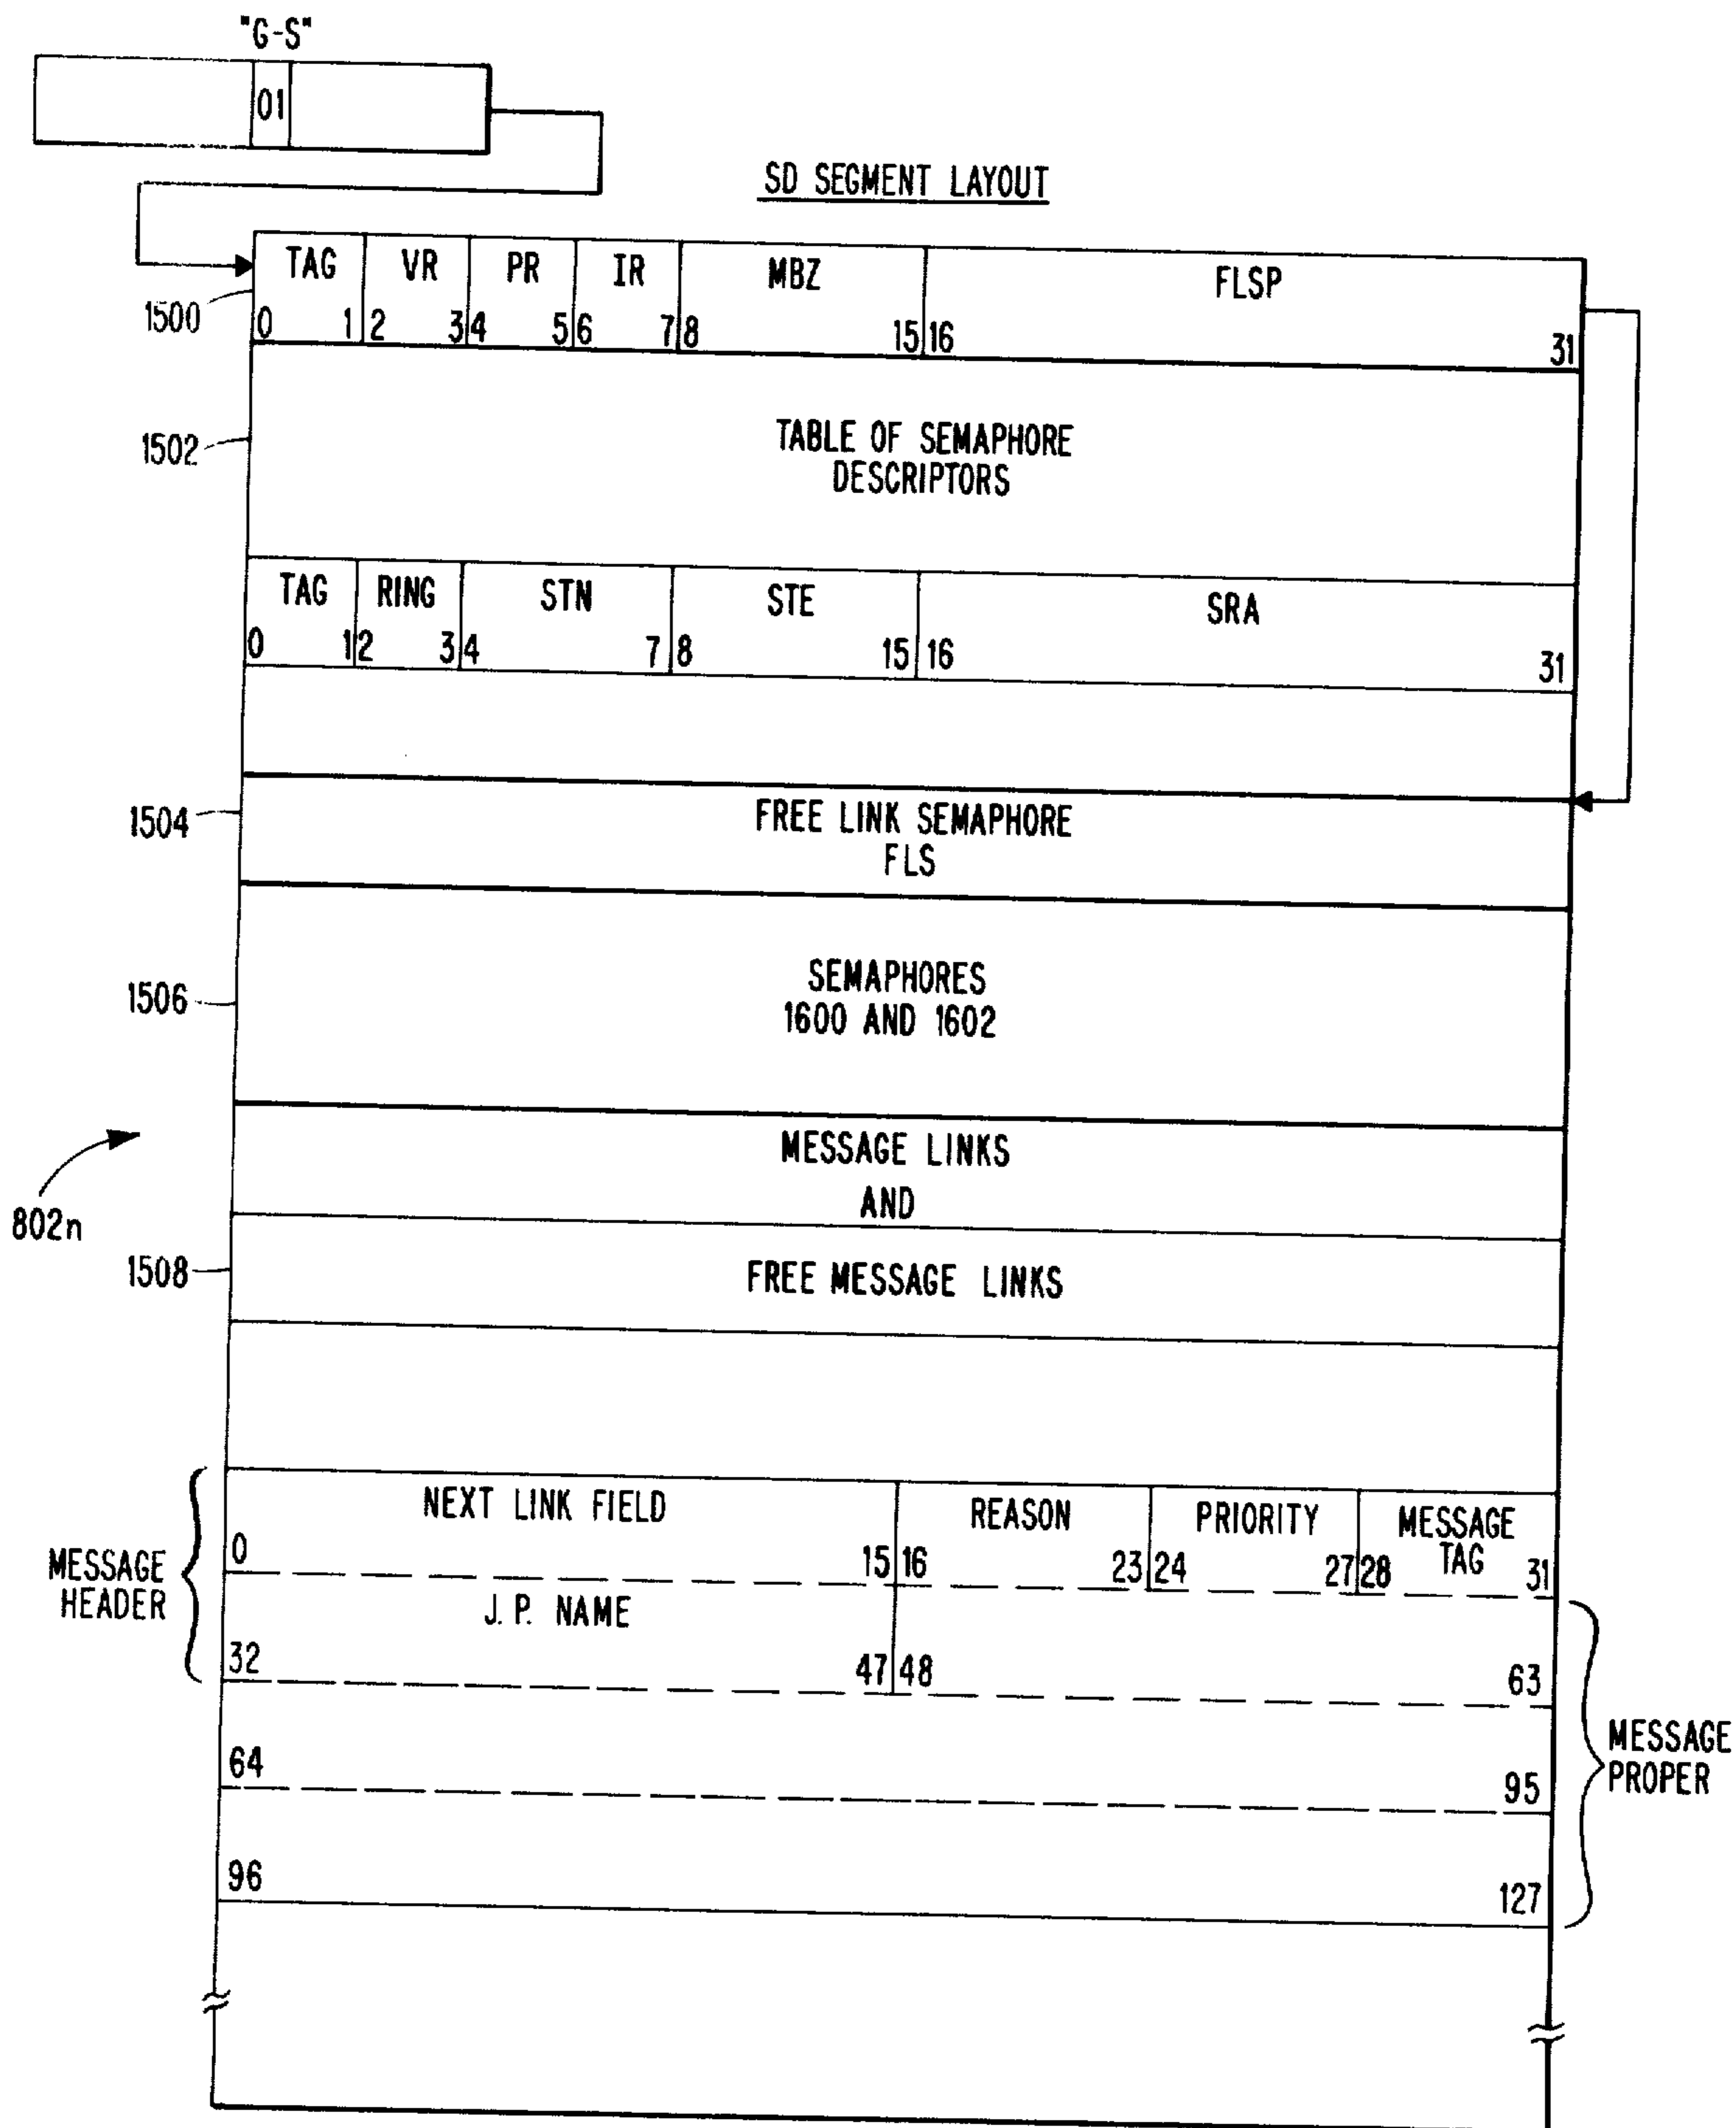 "G-S"
01
SD SEGMENT LAYOUT
TAG VR PR IR MBZ FLSP
1500
0 1 2 3 4 5 6 7 8 15 16 31
1502
TABLE OF SEMAPHORE
DESCRIPTORS
TAG RING STN STE SRA
0 1 2 3 4 7 8 15 16 31
1504
FREE LINK SEMAPHORE
FLS
1506
SEMAPHORES
1600 AND 1602
802n
MESSAGE LINKS
AND
1508
FREE MESSAGE LINKS
MESSAGE
HEADER
NEXT LINK FIELD REASON PRIORITY MESSAGE
TAG
0 15 16 23 24 27 28 31
J. P. NAME
32 47 48 63
64 95
96 127
MESSAGE
PROPER